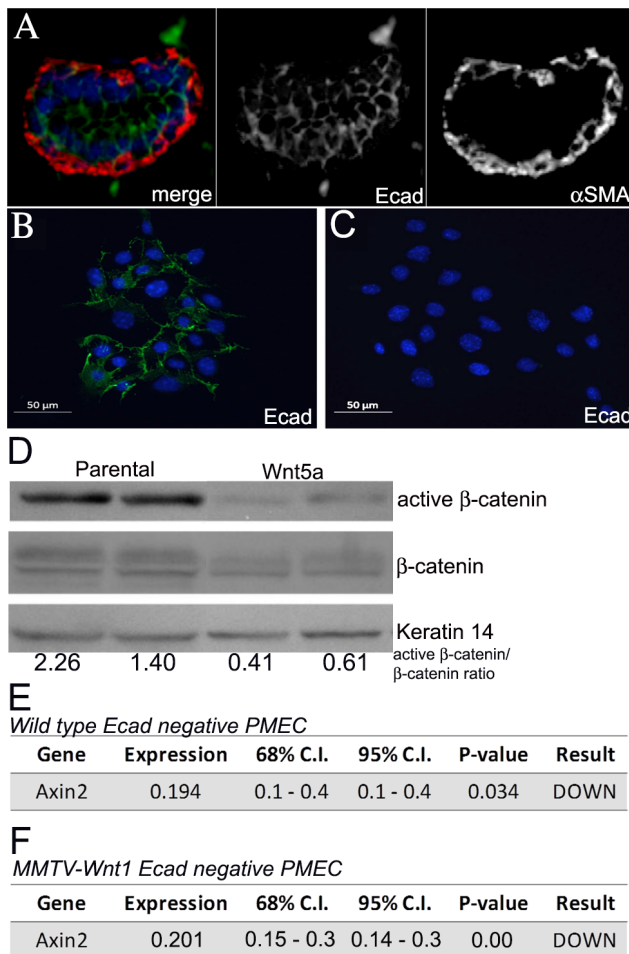 A
merge
Ecad
αSMA
B
50 μm
Ecad
C
50 μm
Ecad
D
Parental Wnt5a
active β-catenin
β-catenin
Keratin 14
2.26 1.40 0.41 0.61 active β-catenin/
β-catenin ratio
E
Wild type Ecad negative PMEC
Gene Expression 68% C.I. 95% C.I. P-value Result
Axin2 0.194 0.1 - 0.4 0.1 - 0.4 0.034 DOWN
F
MMTV-Wnt1 Ecad negative PMEC
Gene Expression 68% C.I. 95% C.I. P-value Result
Axin2 0.201 0.15 - 0.3 0.14 - 0.3 0.00 DOWN